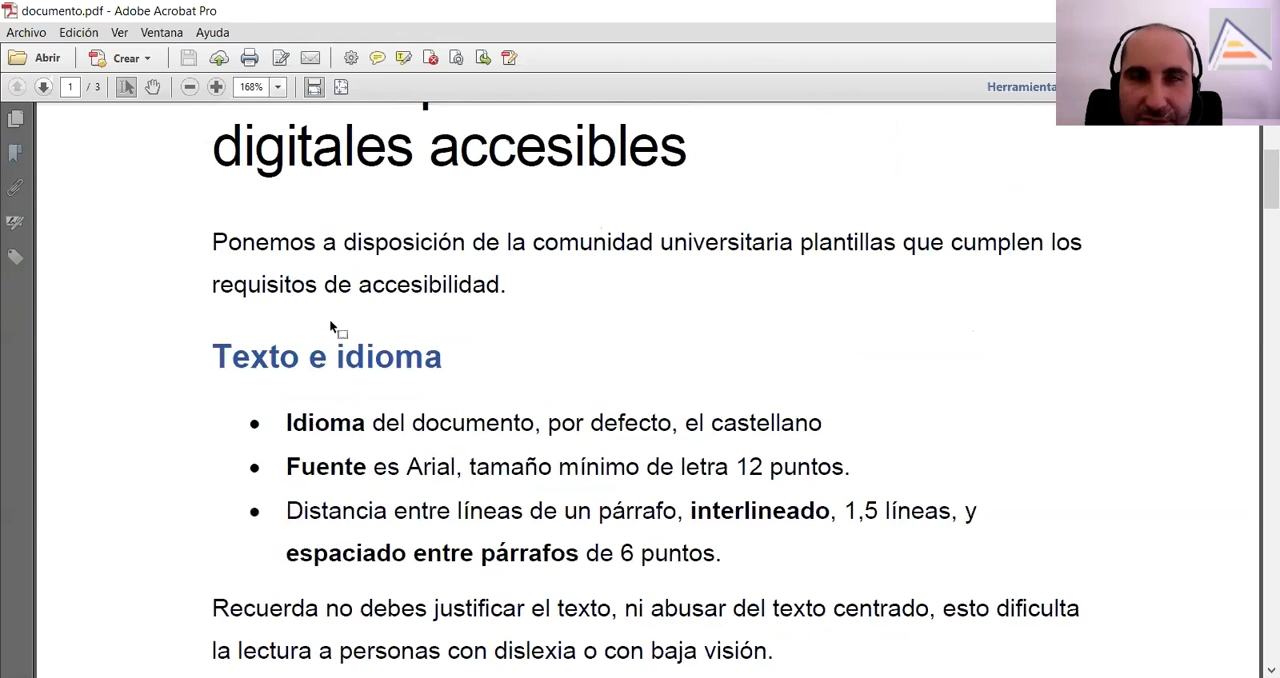 documento.pdf - Adobe Acrobat Pro
Archivo Edición Ver Ventana Ayuda
Abrir Crear
1 / 3 168% Herramienta
digitales accesibles
Ponemos a disposición de la comunidad universitaria plantillas que cumplen los
requisitos de accesibilidad.
Texto e idioma
• Idioma del documento, por defecto, el castellano
• Fuente es Arial, tamaño mínimo de letra 12 puntos.
• Distancia entre líneas de un párrafo, interlineado, 1,5 líneas, y
espaciado entre párrafos de 6 puntos.
Recuerda no debes justificar el texto, ni abusar del texto centrado, esto dificulta
la lectura a personas con dislexia o con baja visión.